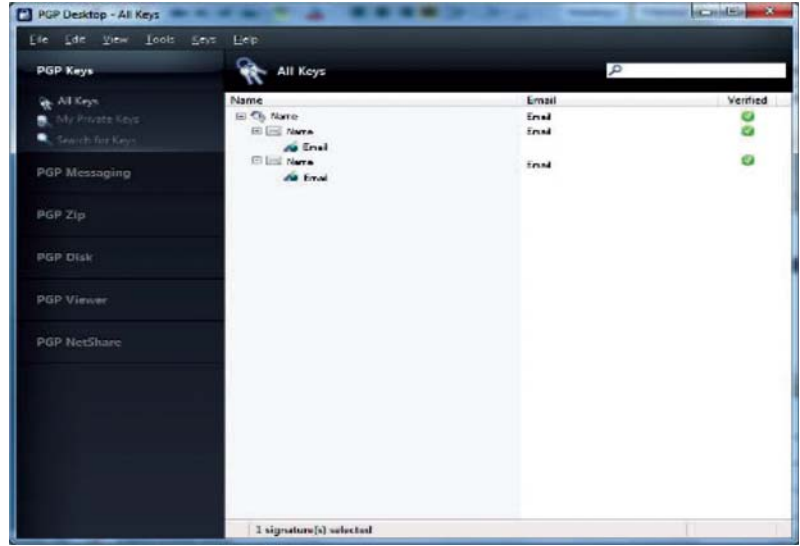 PGP Desktop - All Keys
File Edit View Tools Keys Help
PGP Keys
All Keys
My Private Keys
Search for Keys
PGP Messaging
PGP Zip
PGP Disk
PGP Viewer
PGP NetShare
All Keys
Name Email Verified
Name Email
Name Email
Email
Name Email
Email
1 signature(s) selected